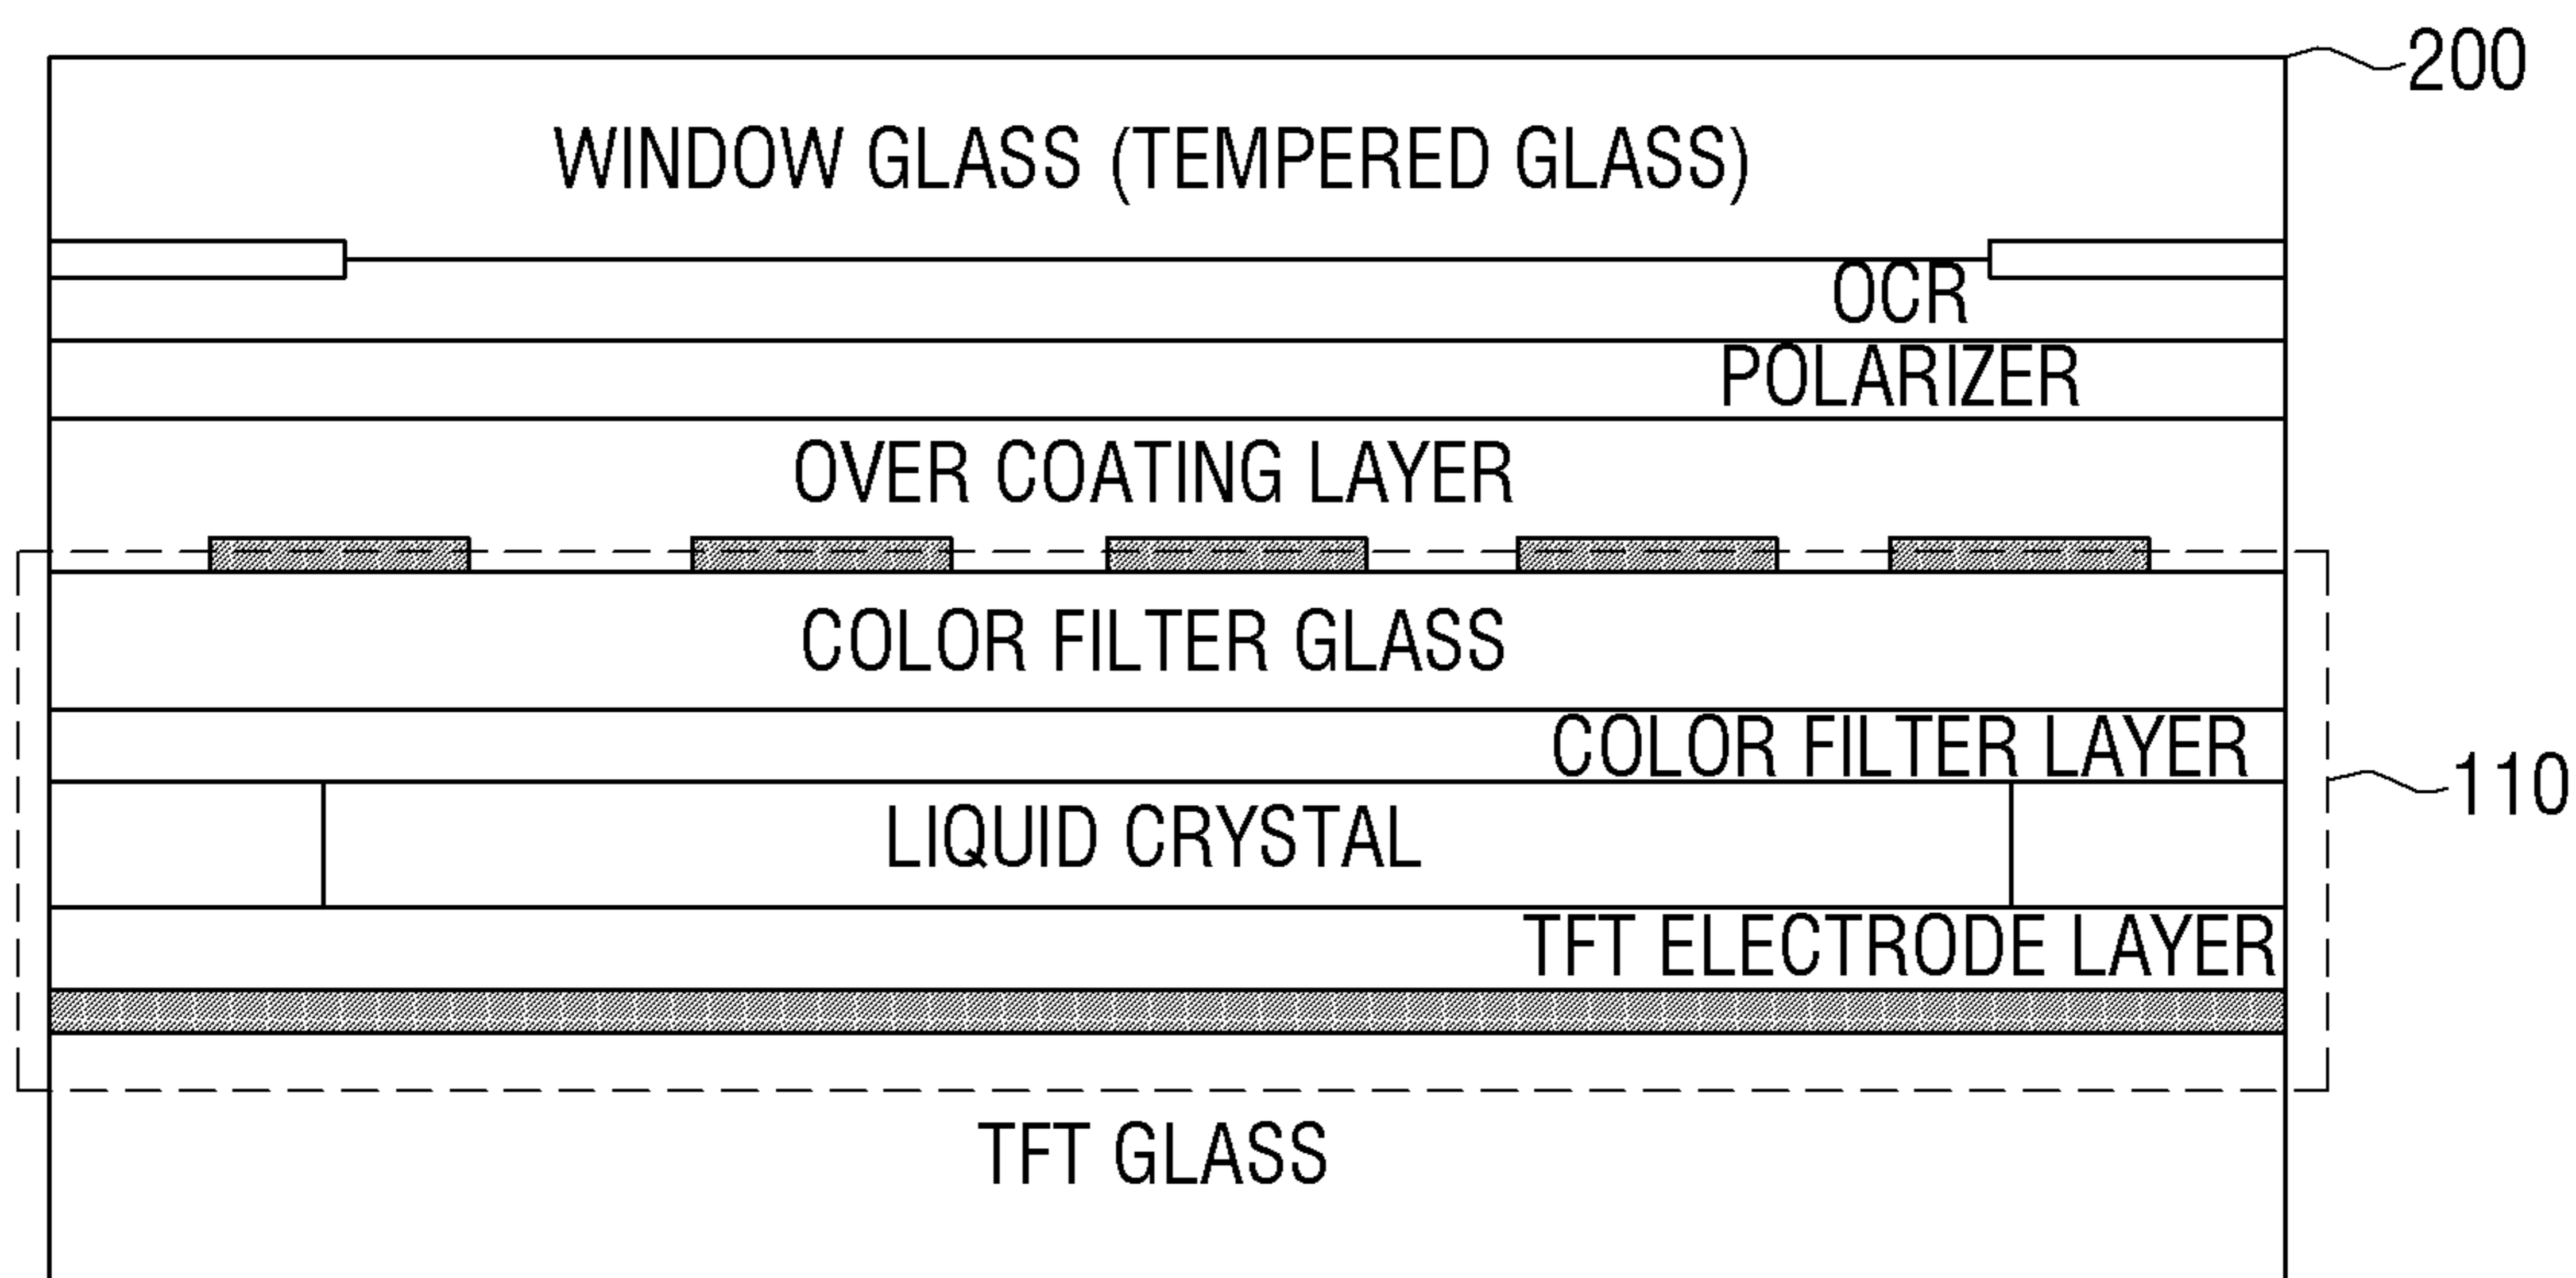 200
WINDOW GLASS (TEMPERED GLASS)
OCR
POLARIZER
OVER COATING LAYER
COLOR FILTER GLASS
COLOR FILTER LAYER
110
LIQUID CRYSTAL
TFT ELECTRODE LAYER
TFT GLASS